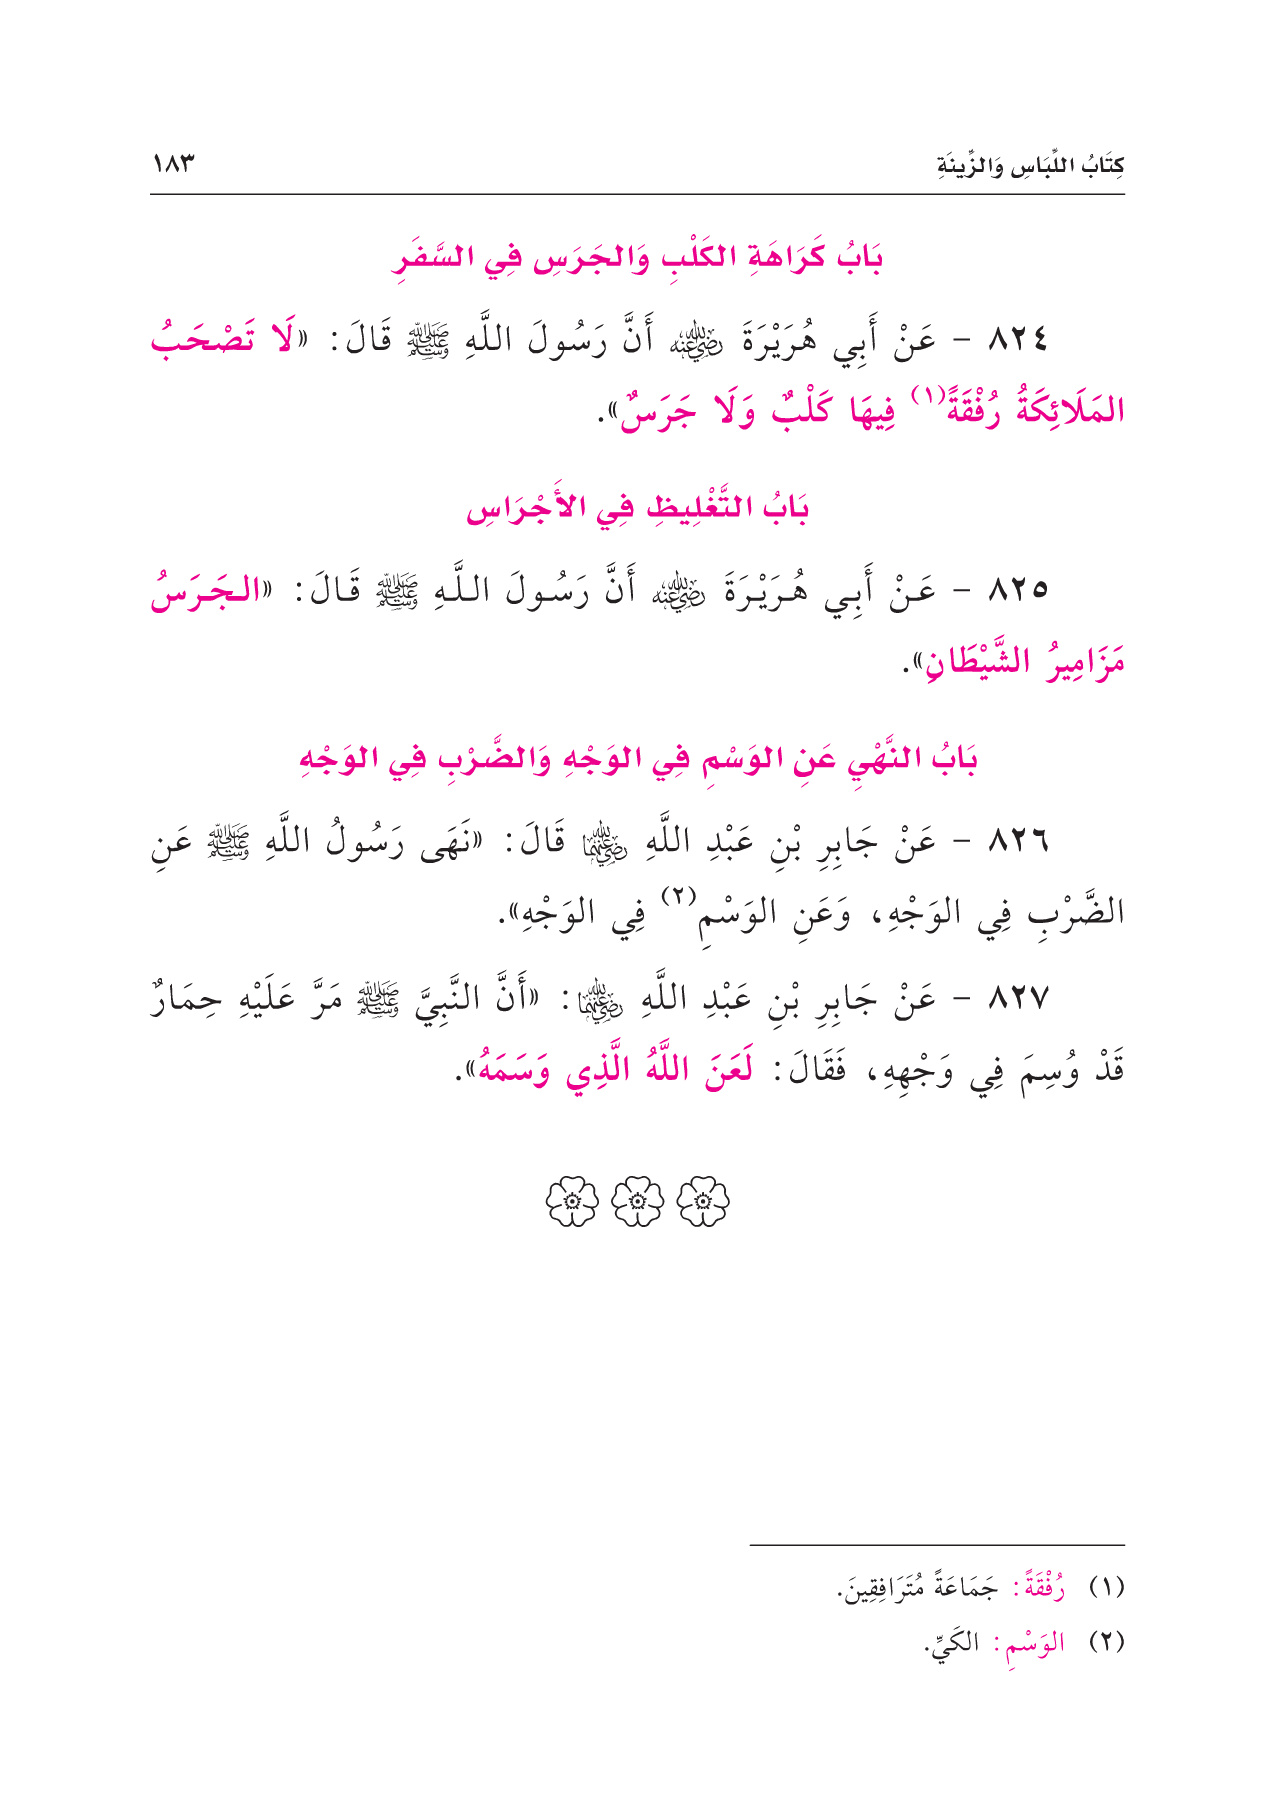 كِتَابُ اللِّبَاسِ وَالزِّينَةِ ١٨٣
بَابُ كَرَاهَةِ الكَلْبِ وَالجَرَسِ فِي السَّفَرِ
٨٢٤ - عَنْ أَبِي هُرَيْرَةَ رضي الله عنه أَنَّ رَسُولَ اللَّهِ ﷺ قَالَ: «لَا تَصْحَبُ
المَلَائِكَةُ رُفْقَةً(١) فِيهَا كَلْبٌ وَلَا جَرَسٌ».
بَابُ التَّغْلِيظِ فِي الأَجْرَاسِ
٨٢٥ - عَنْ أَبِي هُرَيْرَةَ رضي الله عنه أَنَّ رَسُولَ اللَّهِ ﷺ قَالَ: «الجَرَسُ
مَزَامِيرُ الشَّيْطَانِ».
بَابُ النَّهْيِ عَنِ الوَسْمِ فِي الوَجْهِ وَالضَّرْبِ فِي الوَجْهِ
٨٢٦ - عَنْ جَابِرِ بْنِ عَبْدِ اللَّهِ رضي الله عنهما قَالَ: «نَهَى رَسُولُ اللَّهِ ﷺ عَنِ
الضَّرْبِ فِي الوَجْهِ، وَعَنِ الوَسْمِ(٢) فِي الوَجْهِ».
٨٢٧ - عَنْ جَابِرِ بْنِ عَبْدِ اللَّهِ رضي الله عنهما: «أَنَّ النَّبِيَّ ﷺ مَرَّ عَلَيْهِ حِمَارٌ
قَدْ وُسِمَ فِي وَجْهِهِ، فَقَالَ: لَعَنَ اللَّهُ الَّذِي وَسَمَهُ».
(١) رُفْقَةً: جَمَاعَةً مُتَرَافِقِينَ.
(٢) الوَسْمِ: الكَيِّ.